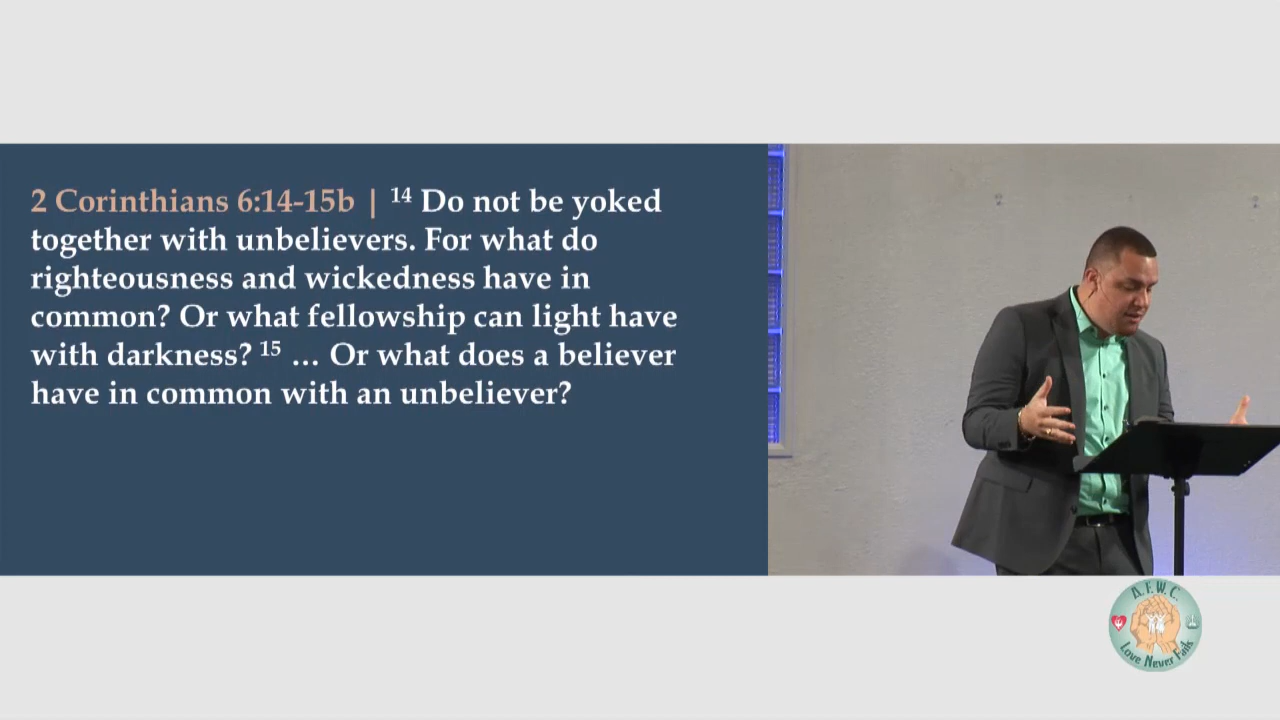 2 Corinthians 6:14-15b | ¹⁴ Do not be yoked
together with unbelievers. For what do
righteousness and wickedness have in
common? Or what fellowship can light have
with darkness? ¹⁵ … Or what does a believer
have in common with an unbeliever?
A.F.W.C.
Love Never Fails